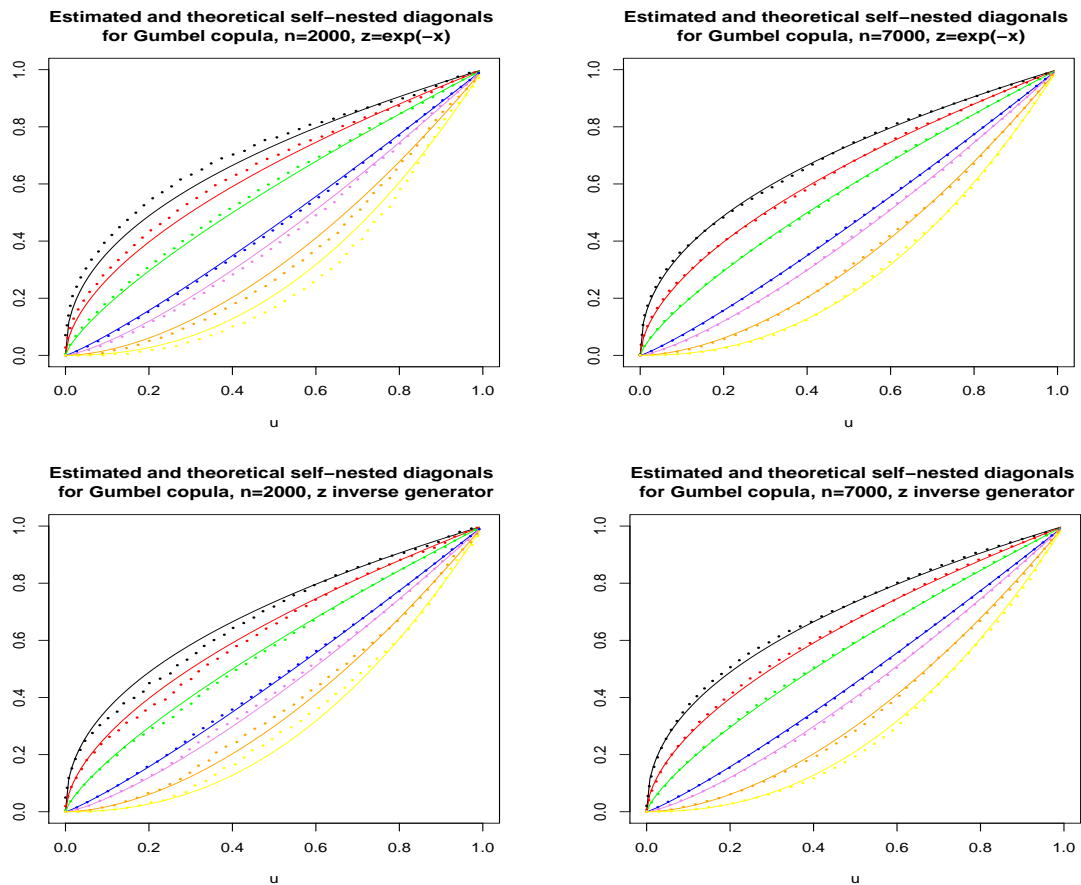 Estimated and theoretical self−nested diagonals
for Gumbel copula, n=2000, z=exp(−x)
1.0
0.8
0.6
0.4
0.2
0.0
0.0 0.2 0.4 0.6 0.8 1.0
u
Estimated and theoretical self−nested diagonals
for Gumbel copula, n=7000, z=exp(−x)
1.0
0.8
0.6
0.4
0.2
0.0
0.0 0.2 0.4 0.6 0.8 1.0
u
Estimated and theoretical self−nested diagonals
for Gumbel copula, n=2000, z inverse generator
1.0
0.8
0.6
0.4
0.2
0.0
0.0 0.2 0.4 0.6 0.8 1.0
u
Estimated and theoretical self−nested diagonals
for Gumbel copula, n=7000, z inverse generator
1.0
0.8
0.6
0.4
0.2
0.0
0.0 0.2 0.4 0.6 0.8 1.0
u